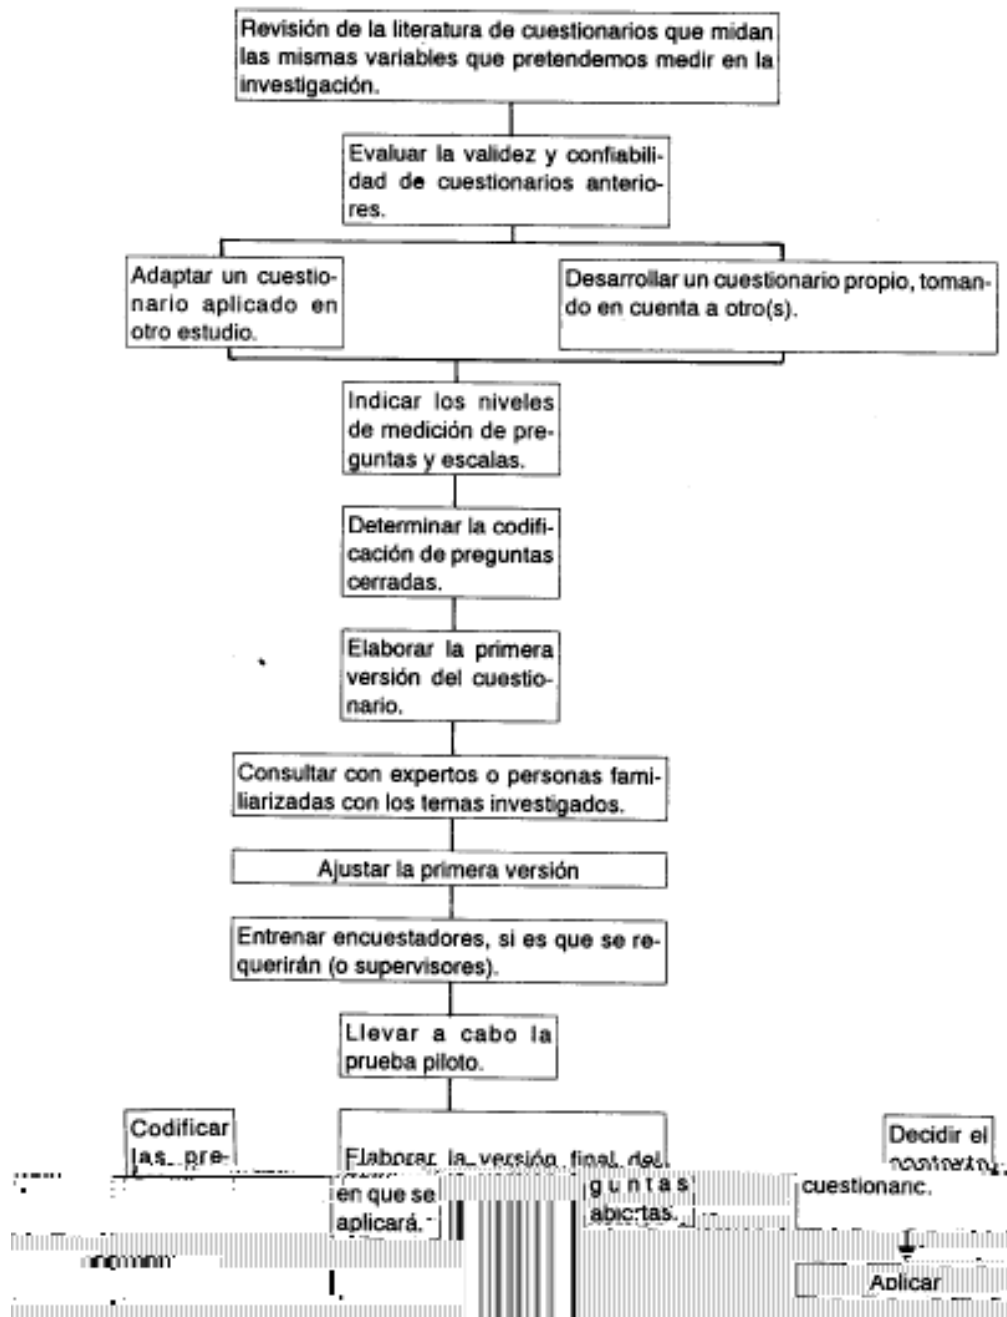 Revisión de la literatura de cuestionarios que midan
las mismas variables que pretendemos medir en la
investigación.
Evaluar la validez y confiabili-
dad de cuestionarios anterio-
res.
Adaptar un cuestio-
nario aplicado en
otro estudio.
Desarrollar un cuestionario propio, toman-
do en cuenta a otro(s).
Indicar los niveles
de medición de pre-
guntas y escalas.
Determinar la codifi-
cación de preguntas
cerradas.
Elaborar la primera
versión del cuestio-
nario.
Consultar con expertos o personas fami-
liarizadas con los temas investigados.
Ajustar la primera versión
Entrenar encuestadores, si es que se re-
querirán (o supervisores).
Llevar a cabo la
prueba piloto.
Codificar
las pre-
Elaborar la versión final del
Decidir el
contexto
en que se
aplicará.
guntas
abiertas.
cuestionario.
Aplicar